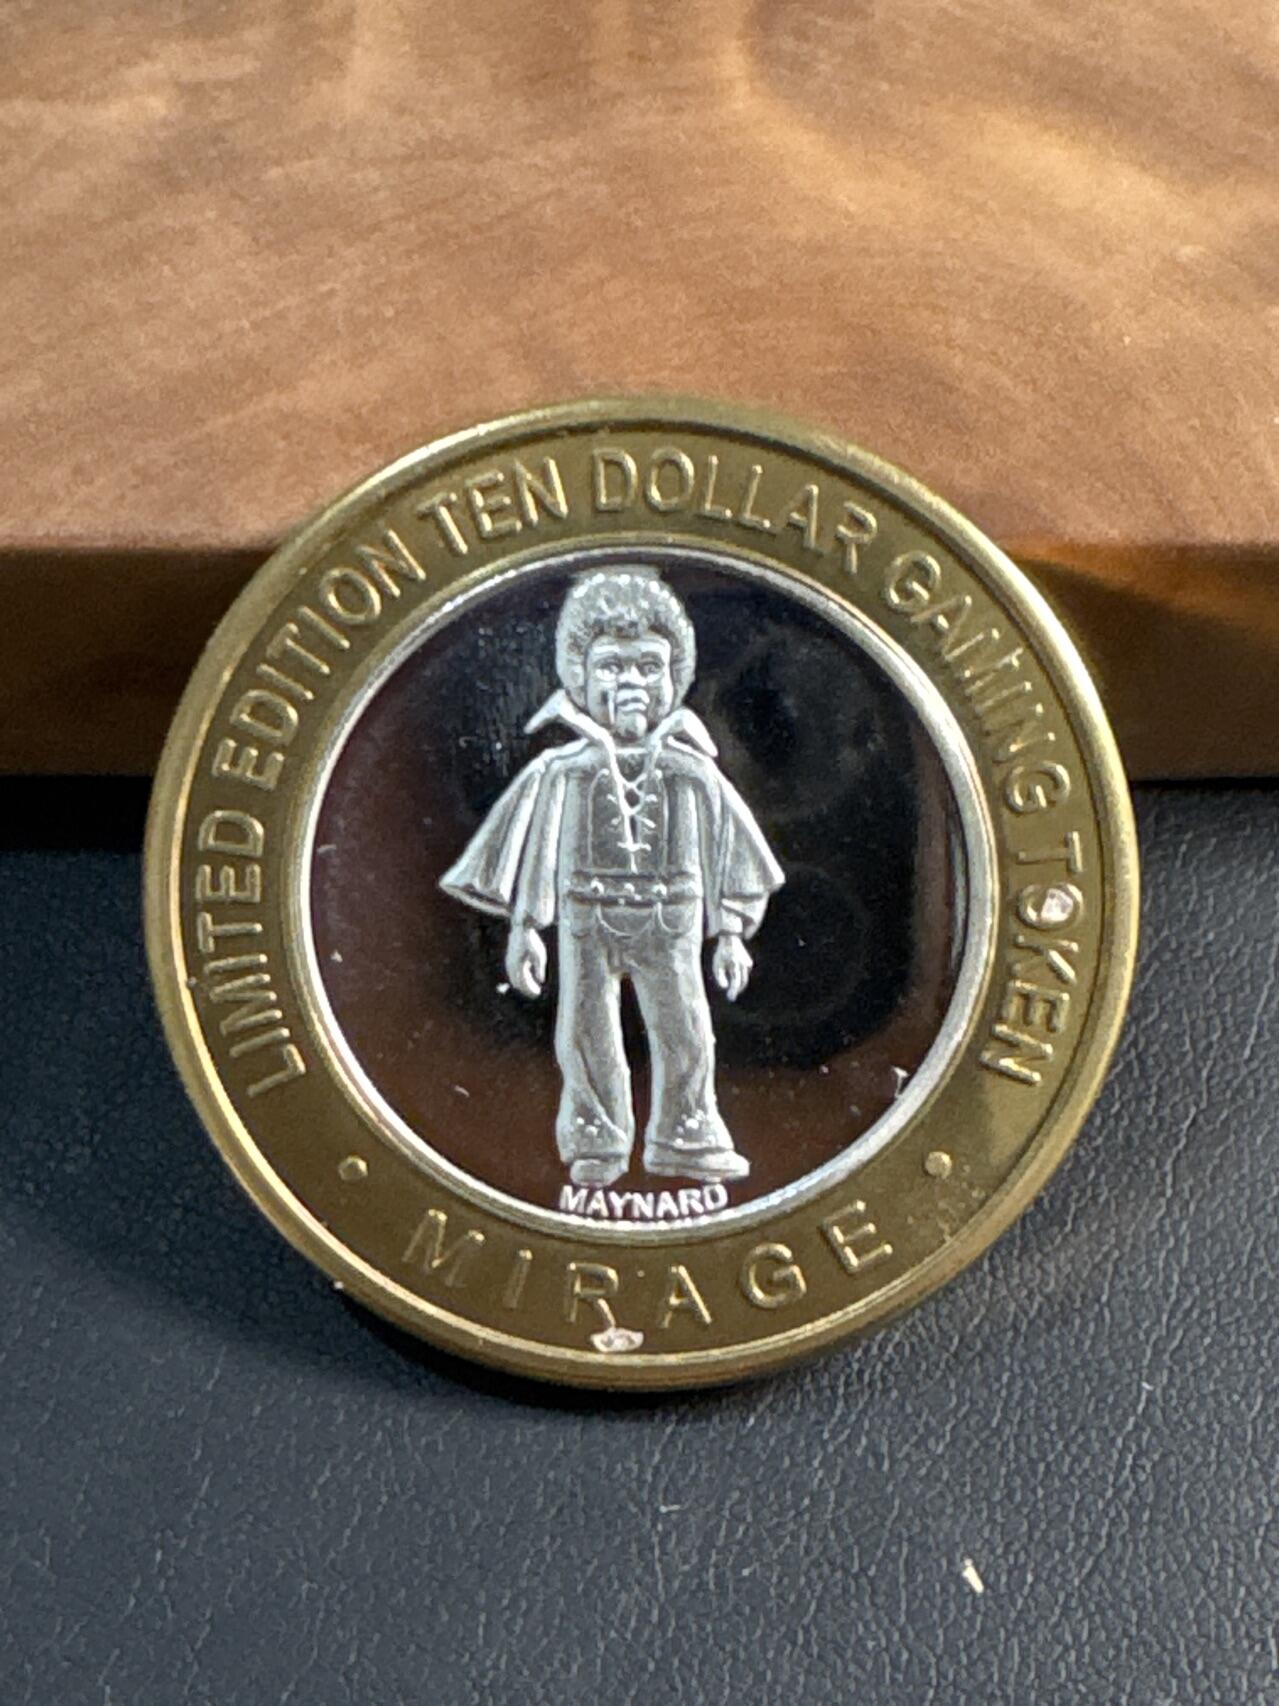 LIMITED EDITION TEN DOLLAR GAMING TOKEN
MAYNARD
• MIRAGE •